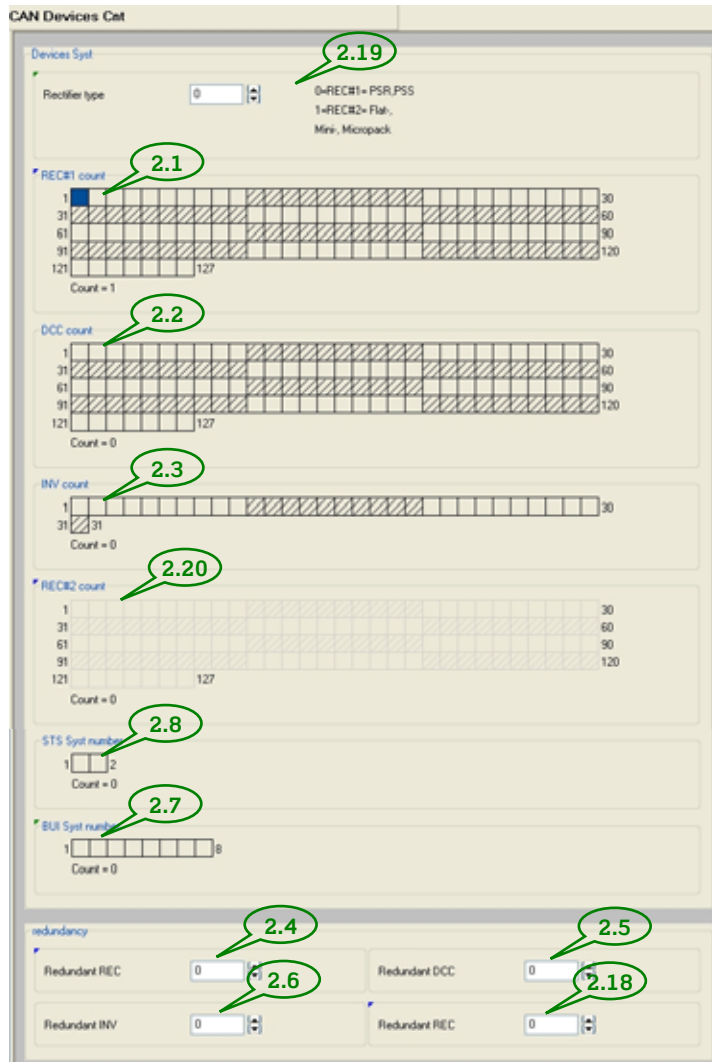 CAN Devices Cnt
Devices Syst
2.19
Rectifier type 0 0=REC#1= PSR,PSS
1=REC#2= Flat-,
Mini-, Micropack
2.1
REC#1 count
1 30
31 60
61 90
91 120
121 127
Count = 1
2.2
DCC count
1 30
31 60
61 90
91 120
121 127
Count = 0
2.3
INV count
1 30
31 31
Count = 0
2.20
REC#2 count
1 30
31 60
61 90
91 120
121 127
Count = 0
2.8
STS Syst number
1 2
Count = 0
2.7
BUI Syst number
1 8
Count = 0
redundancy
2.4 2.5
Redundant REC 0 Redundant DCC 0
2.6 2.18
Redundant INV 0 Redundant REC 0